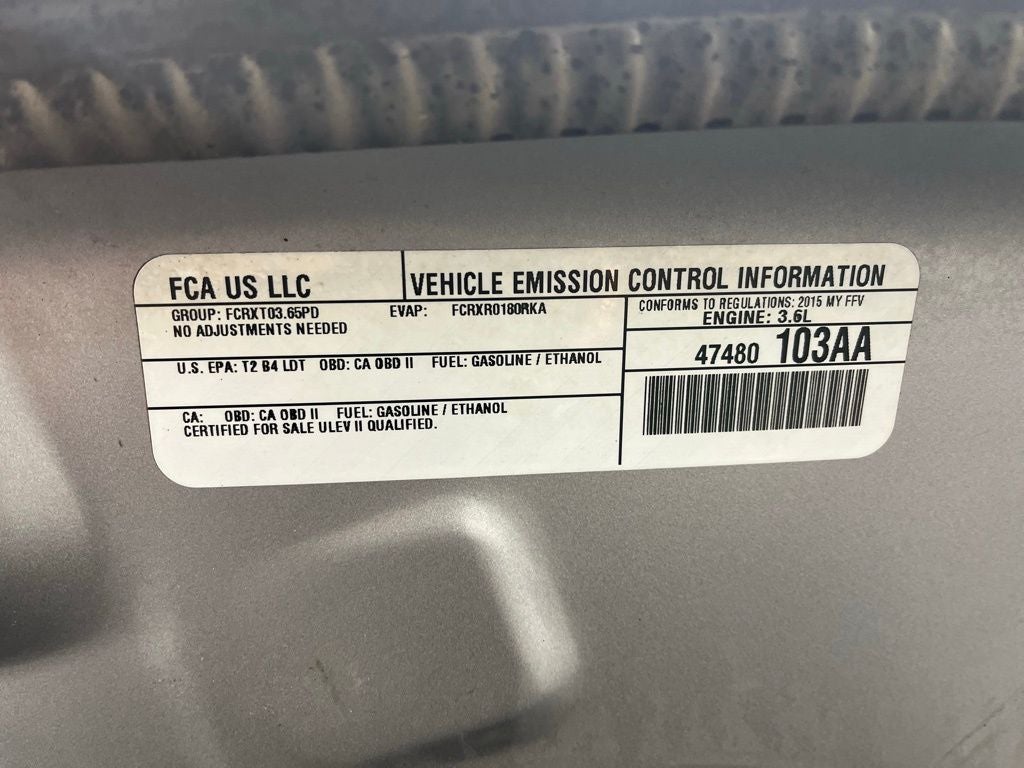 FCA US LLC
VEHICLE EMISSION CONTROL INFORMATION
GROUP: FCRXT03.65PD EVAP: FCRXR0180RKA
NO ADJUSTMENTS NEEDED
CONFORMS TO REGULATIONS: 2015 MY FFV
ENGINE: 3.6L
47480 103AA
U.S. EPA: T2 B4 LDT OBD: CA OBD II FUEL: GASOLINE / ETHANOL
CA: OBD: CA OBD II FUEL: GASOLINE / ETHANOL
CERTIFIED FOR SALE ULEV II QUALIFIED.